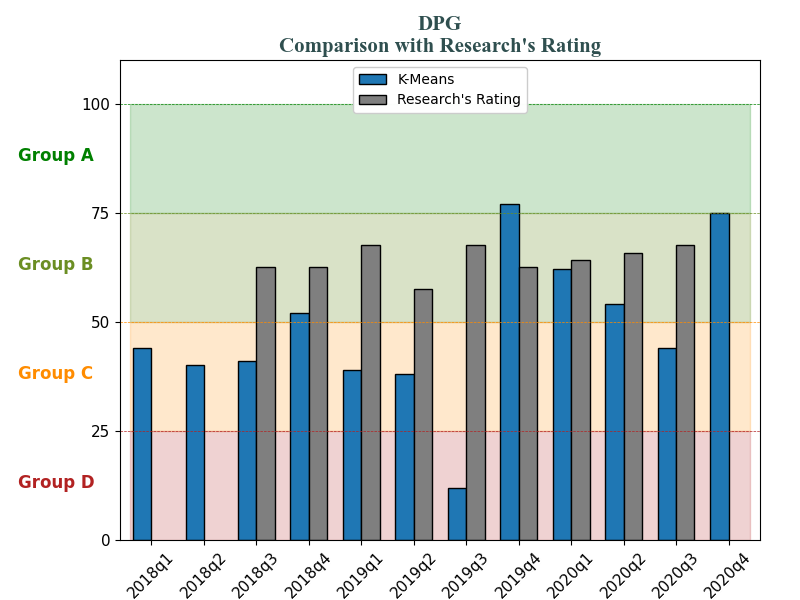 DPG
Comparison with Research's Rating
K-Means
Research's Rating
100
Group A
75
Group B
50
Group C
25
Group D
0
2018q1
2018q2
2018q3
2018q4
2019q1
2019q2
2019q3
2019q4
2020q1
2020q2
2020q3
2020q4